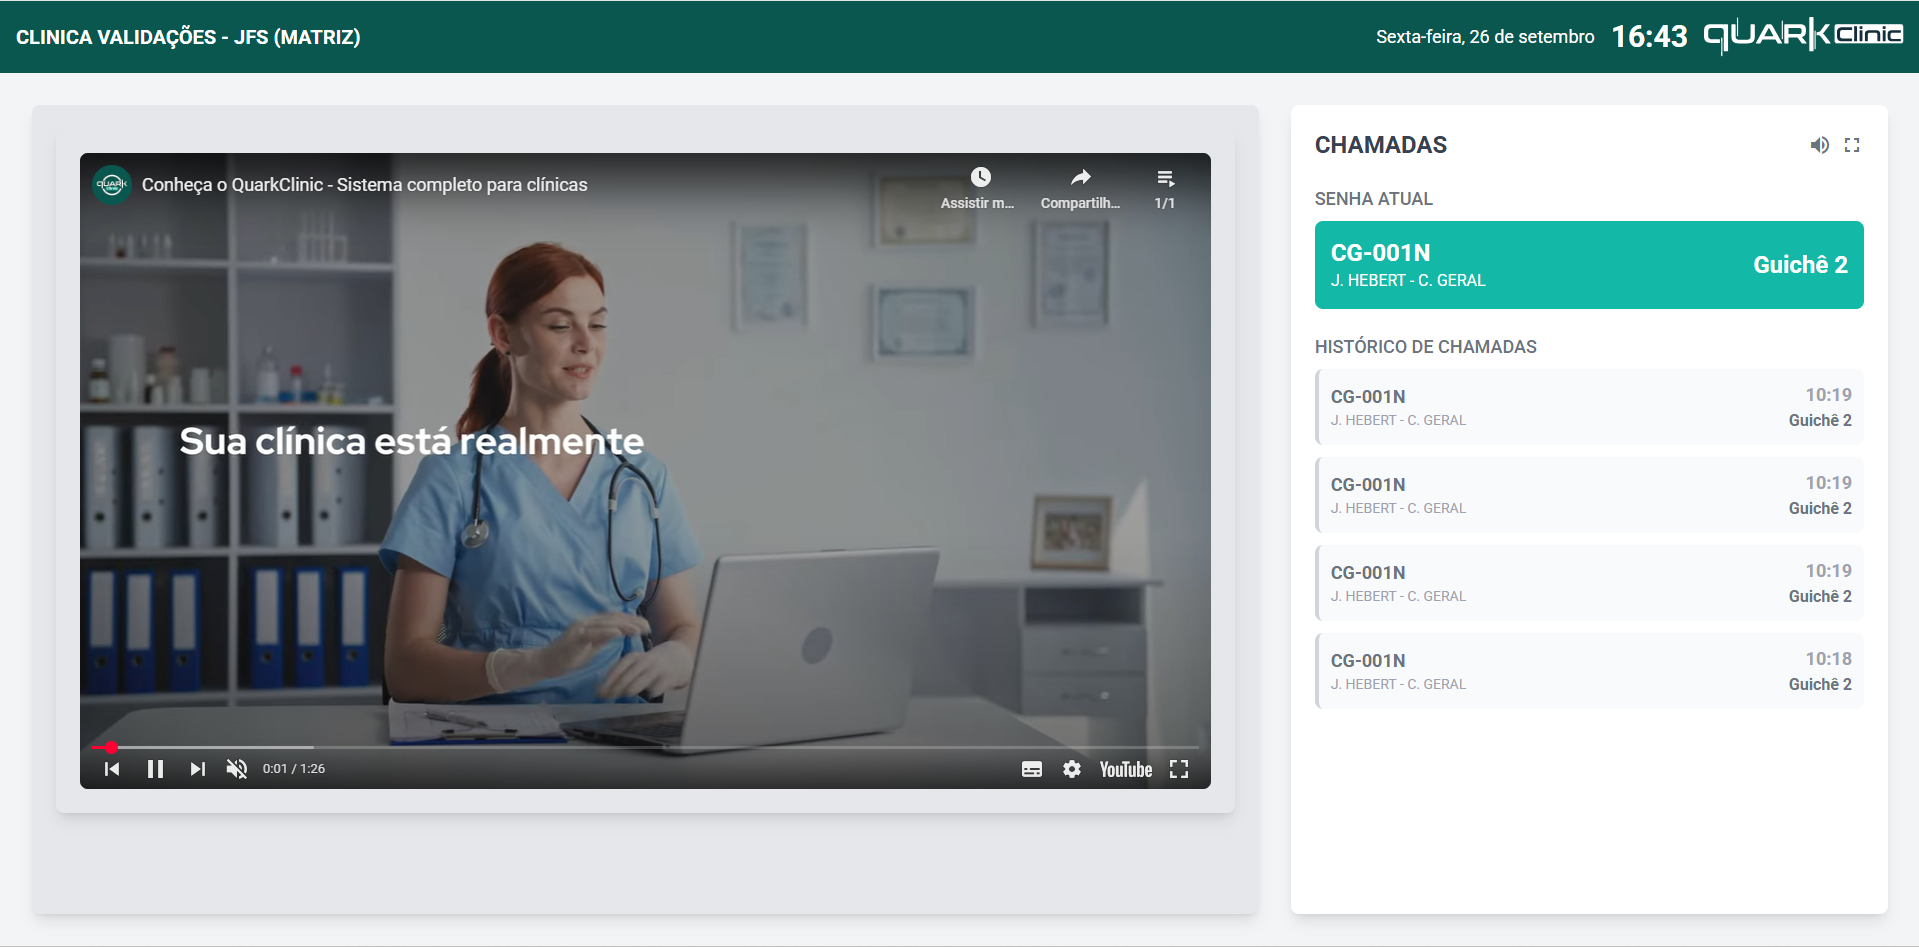 CLINICA VALIDAÇÕES - JFS (MATRIZ)
Sexta-feira, 26 de setembro 16:43 QUARK Clinic
QUARK Conheça o QuarkClinic - Sistema completo para clínicas
Assistir m... Compartilh... 1/1
Sua clínica está realmente
0:01 / 1:26 YouTube
CHAMADAS
SENHA ATUAL
CG-001N
J. HEBERT - C. GERAL
Guichê 2
HISTÓRICO DE CHAMADAS
CG-001N 10:19
J. HEBERT - C. GERAL Guichê 2
CG-001N 10:19
J. HEBERT - C. GERAL Guichê 2
CG-001N 10:19
J. HEBERT - C. GERAL Guichê 2
CG-001N 10:18
J. HEBERT - C. GERAL Guichê 2